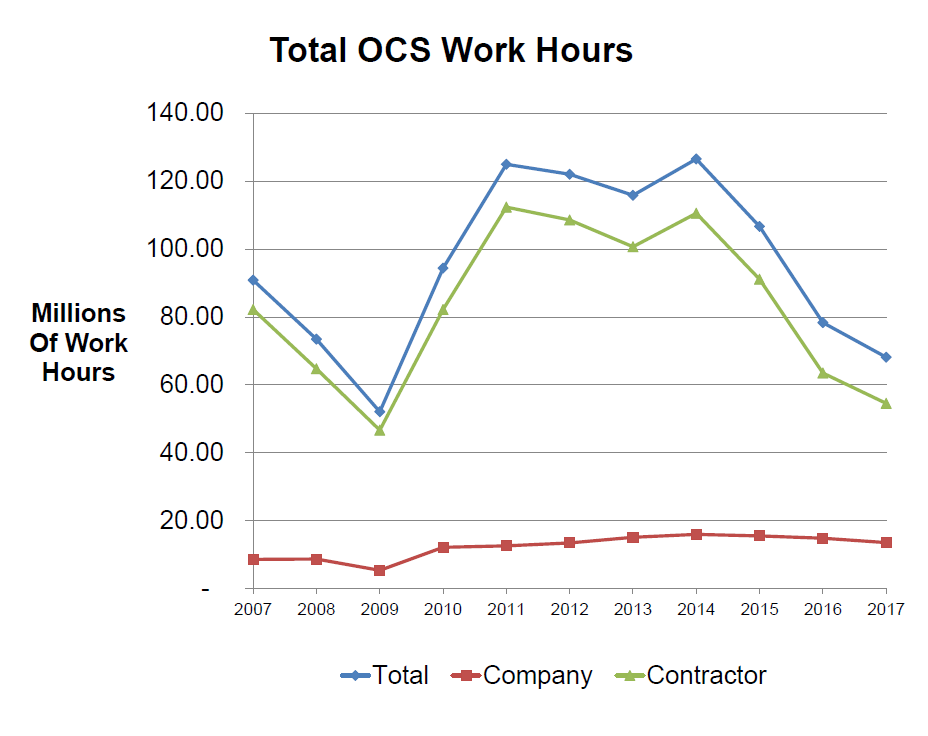 Total OCS Work Hours
140.00
120.00
100.00
80.00
60.00
40.00
20.00
-
Millions
Of Work
Hours
2007 2008 2009 2010 2011 2012 2013 2014 2015 2016 2017
Total Company Contractor